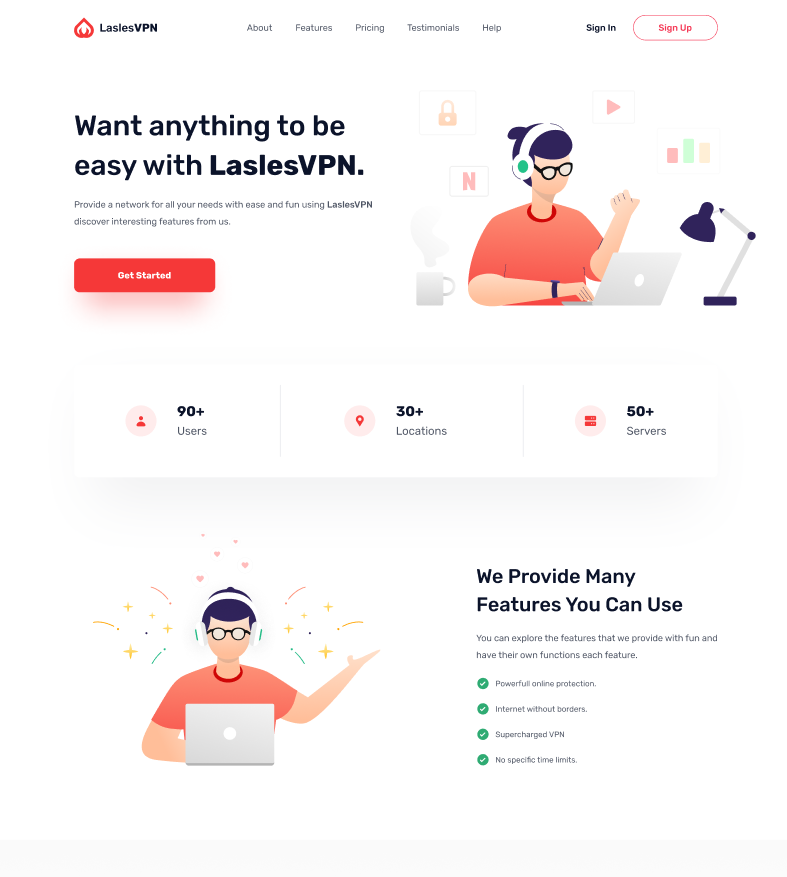 LaslesVPN
About Features Pricing Testimonials Help
Sign In Sign Up
Want anything to be
easy with LaslesVPN.
Provide a network for all your needs with ease and fun using LaslesVPN
discover interesting features from us.
Get Started
N
90+
Users
30+
Locations
50+
Servers
We Provide Many
Features You Can Use
You can explore the features that we provide with fun and
have their own functions each feature.
Powerfull online protection.
Internet without borders.
Supercharged VPN
No specific time limits.